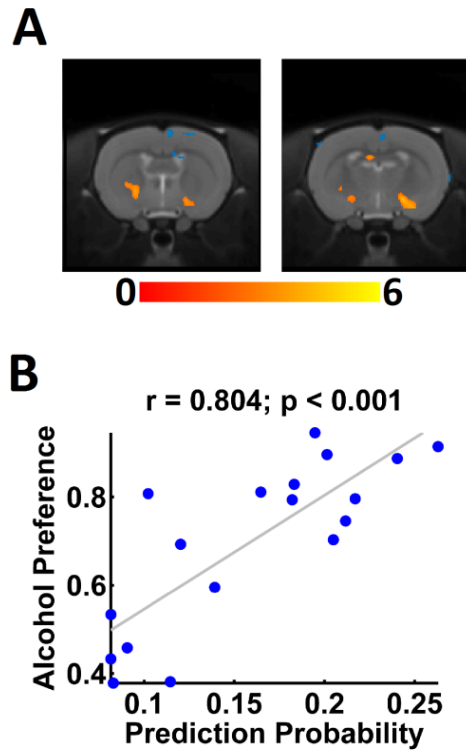 A
0 6
B
r = 0.804; p < 0.001
Alcohol Preference
0.8
0.6
0.4
0.1 0.15 0.2 0.25
Prediction Probability